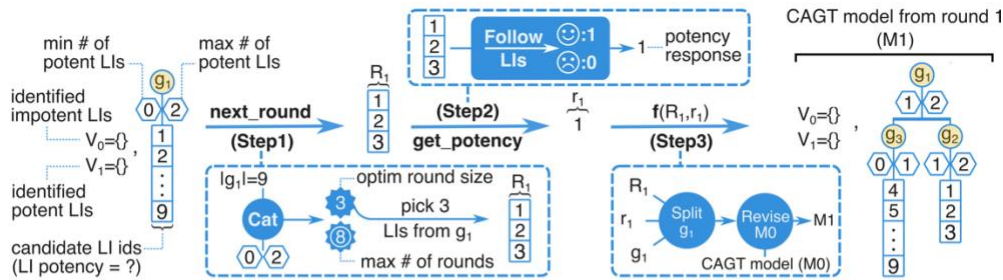 min # of
potent LIs
max # of
potent LIs
g1
0 2
identified
impotent LIs
V0={}
V1={}
,
identified
potent LIs
1
2
⋮
9
candidate LI ids
(LI potency = ?)
next_round
(Step1)
|g1|=9
Cat
0 2
optim round size
3
8
max # of rounds
pick 3
LIs from g1
R1
1
2
3
R1
1
2
3
1
2
3
Follow
LIs
:1
:0
1
potency
response
(Step2)
get_potency
r1
1
f(R1,r1)
(Step3)
R1
r1
g1
Split
g1
Revise
M0
M1
CAGT model (M0)
CAGT model from round 1
(M1)
V0={}
V1={}
,
g1
1 2
g3
g2
0 1
1 2
4
5
⋮
9
1
2
3